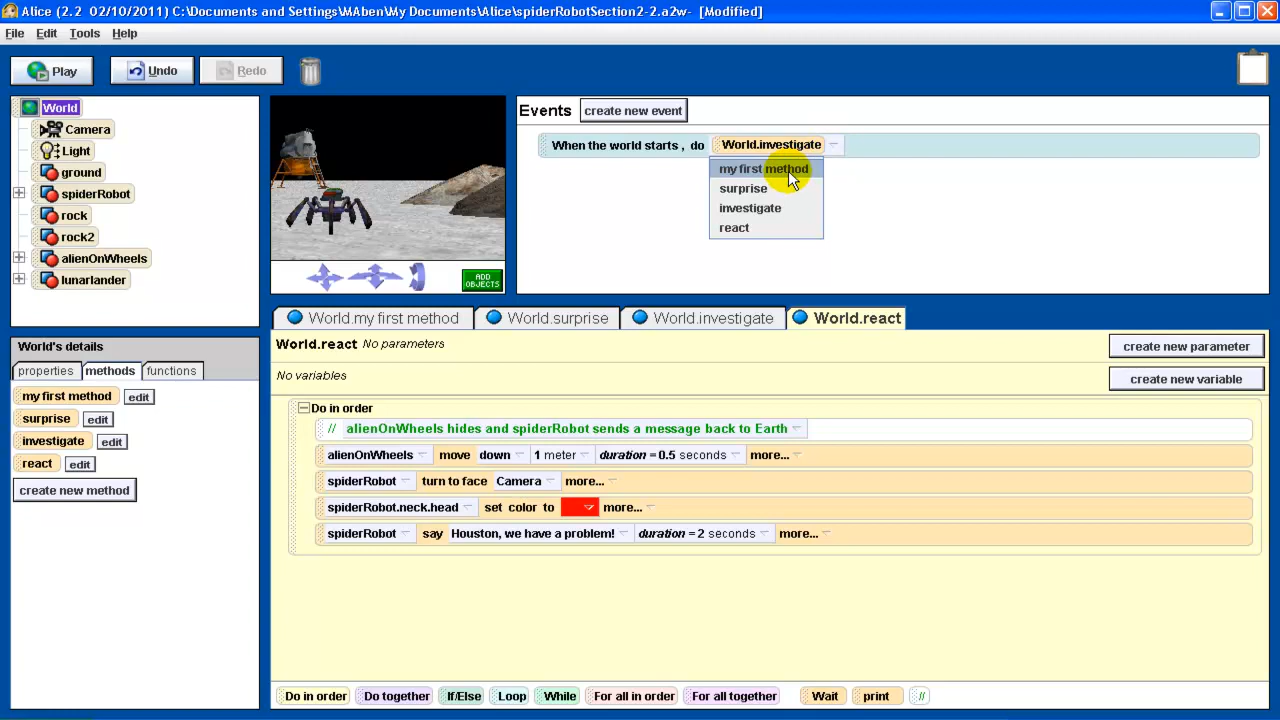 Alice (2.2 02/10/2011) C:\Documents and Settings\MAben\My Documents\Alice\spiderRobotSection2-2.a2w- [Modified]
File Edit Tools Help
Play Undo Redo
World
Camera
Light
ground
spiderRobot
rock
rock2
alienOnWheels
lunarlander
ADD
OBJECTS
Events create new event
When the world starts , do World.investigate
my first method
surprise
investigate
react
World's details
properties methods functions
my first method edit
surprise edit
investigate edit
react edit
create new method
World.my first method World.surprise World.investigate World.react
World.react No parameters create new parameter
No variables create new variable
Do in order
// alienOnWheels hides and spiderRobot sends a message back to Earth
alienOnWheels move down 1 meter duration = 0.5 seconds more...
spiderRobot turn to face Camera more...
spiderRobot.neck.head set color to more...
spiderRobot say Houston, we have a problem! duration = 2 seconds more...
Do in order Do together If/Else Loop While For all in order For all together Wait print //